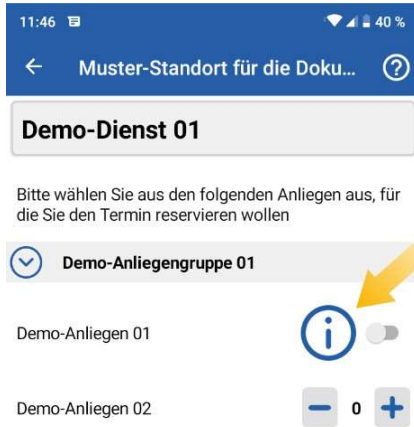 11:46 40 %
Muster-Standort für die Doku...
Demo-Dienst 01
Bitte wählen Sie aus den folgenden Anliegen aus, für
die Sie den Termin reservieren wollen
Demo-Anliegengruppe 01
Demo-Anliegen 01
Demo-Anliegen 02 0